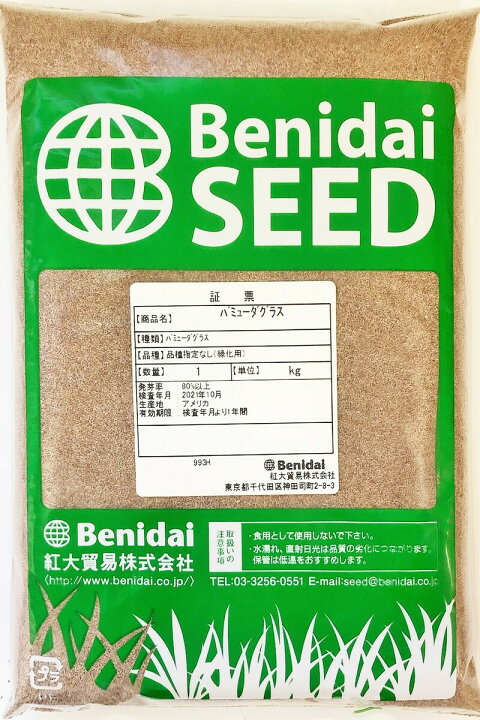 Benidai
SEED
証 票
【商品名】 バミューダグラス
【種類】バミューダグラス
【品種】品種指定なし(緑化用)
【数量】 1 【単位】 kg
発芽率 : 80%以上
検査年月 : 2021年10月
生産地 : アメリカ
有効期限 : 検査年月より1年間
993H
Benidai
紅大貿易株式会社
東京都千代田区神田司町2-8-3
Benidai
紅大貿易株式会社
〈http://www.benidai.co.jp/〉
取扱いの
注意事項
・食用として使用しないで下さい。
・水濡れ、直射日光は品質の劣化につながります。
保管は低温をおすすめします。
TEL:03-3256-0551 E-mail:seed@benidai.co.jp
プラ